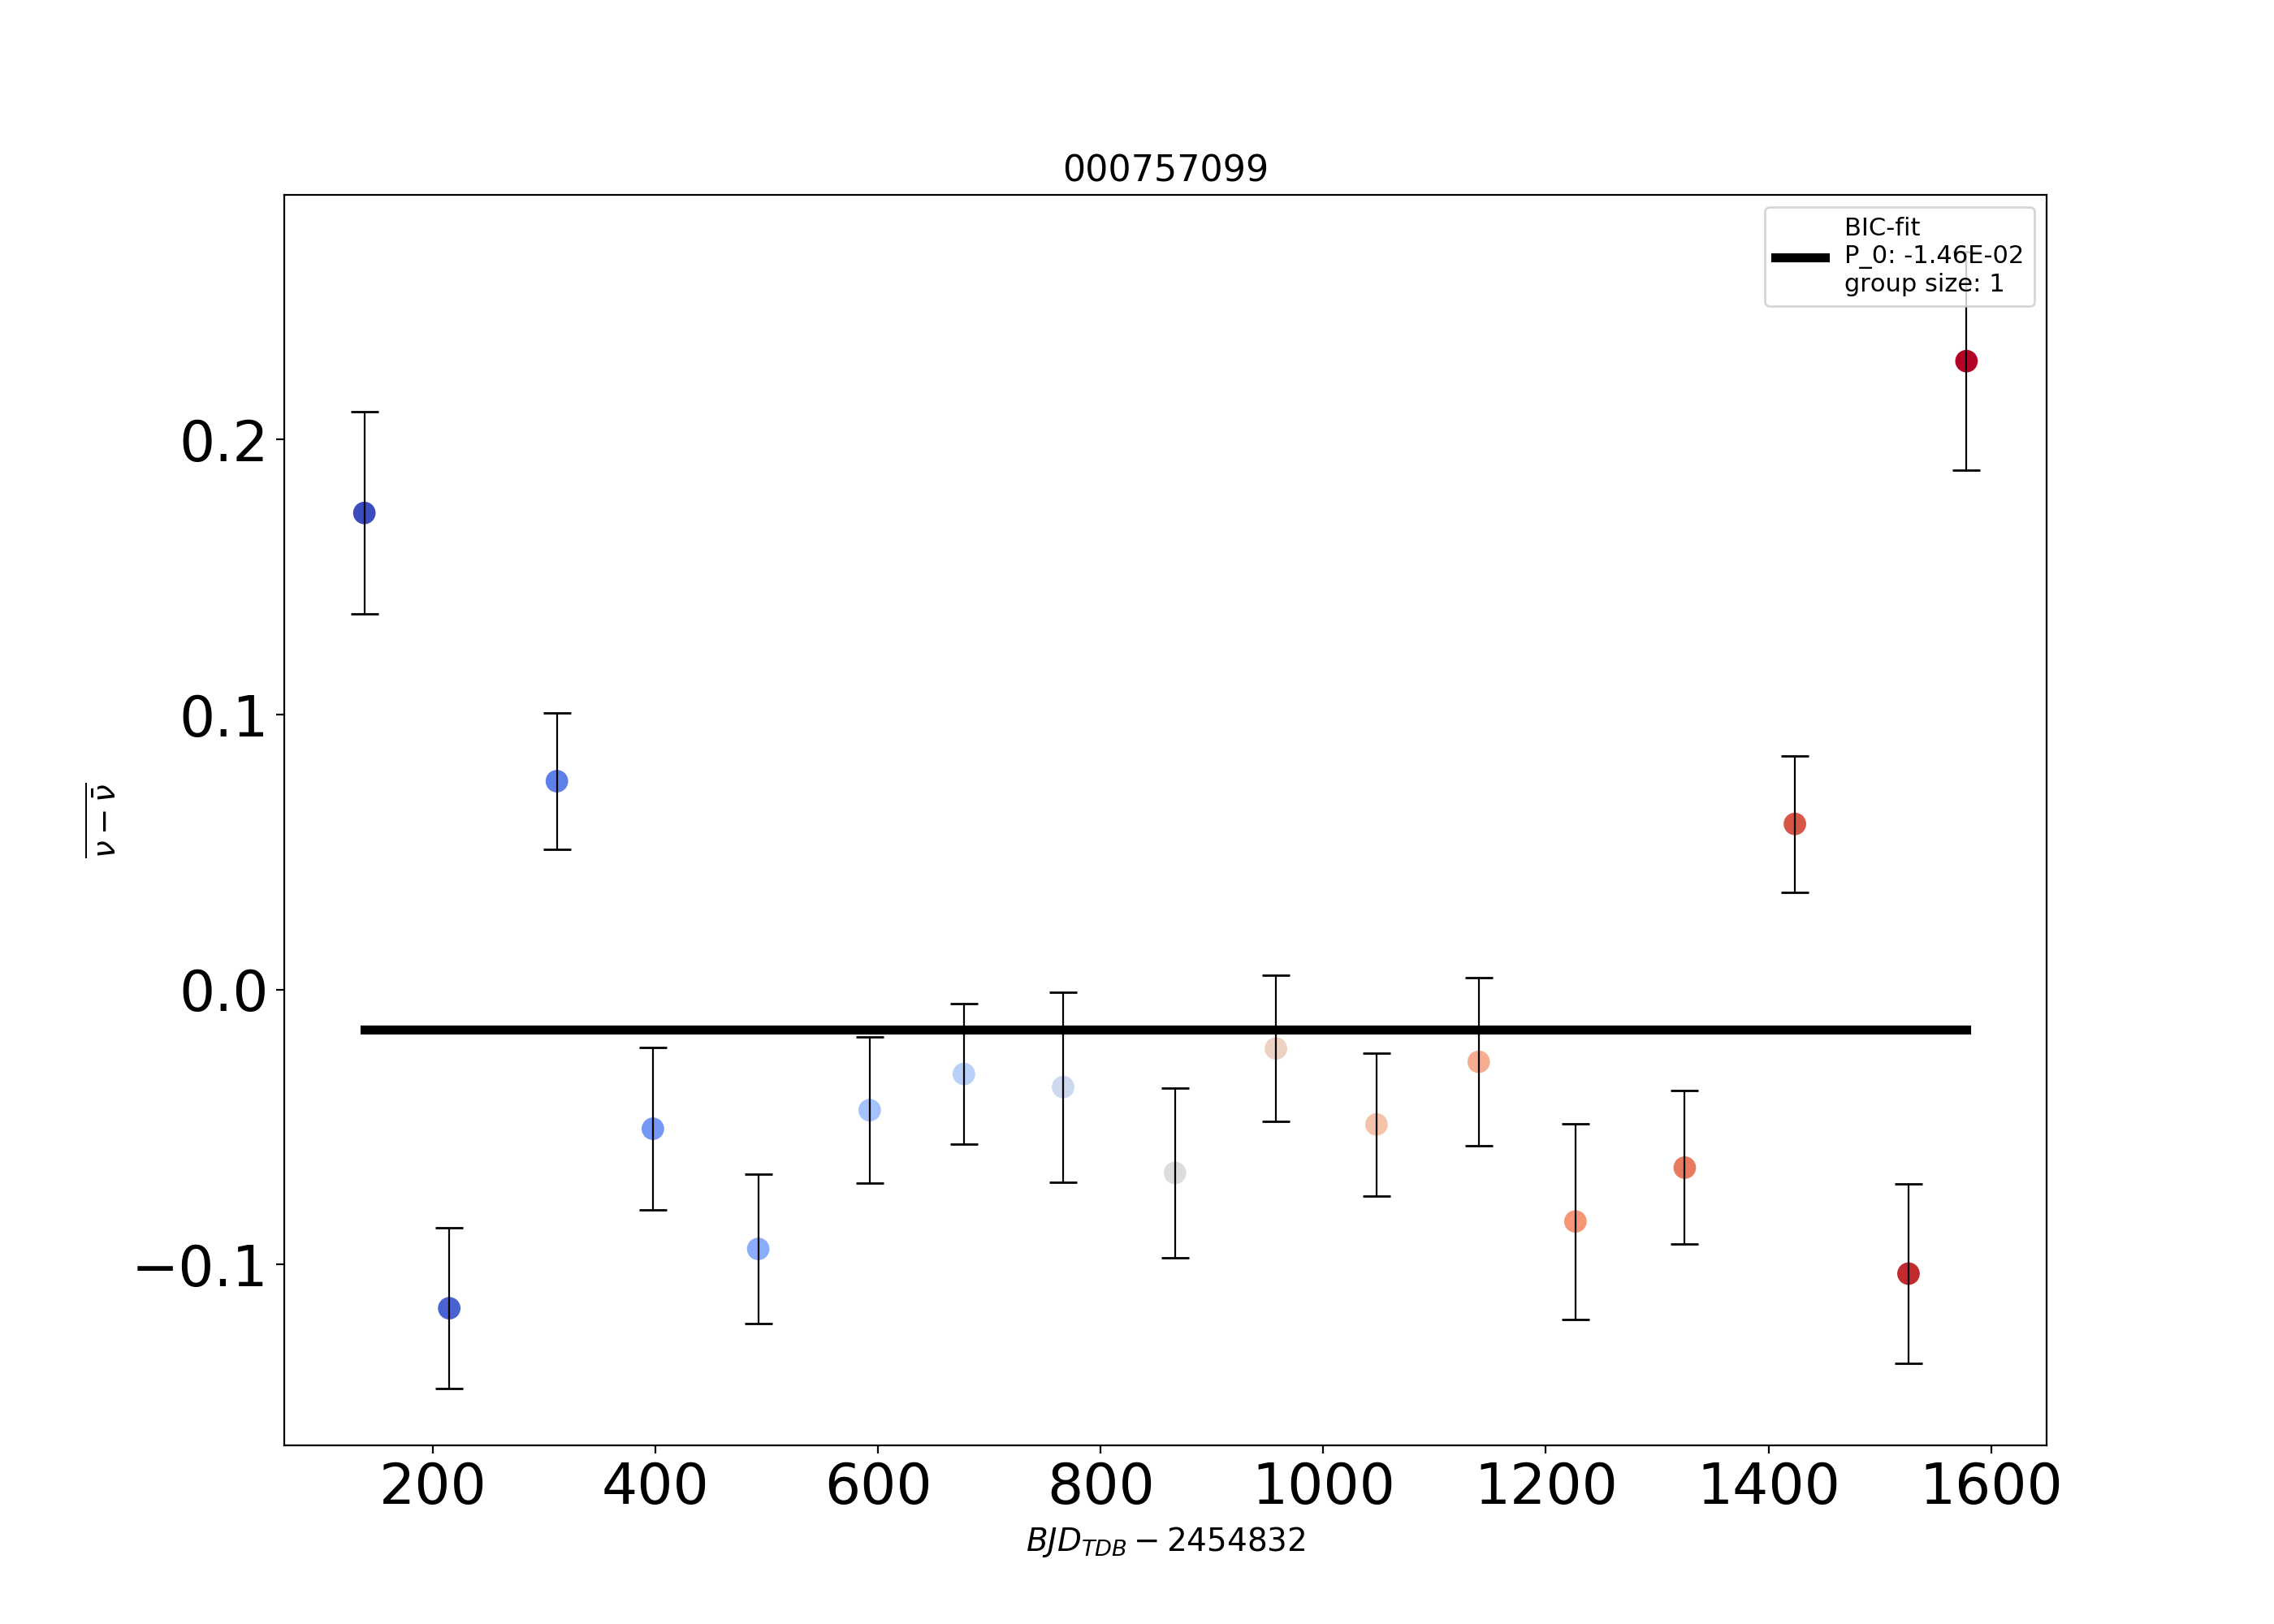 000757099
BIC-fit
P_0: -1.46E-02
group size: 1
0.2
0.1
0.0
−0.1
ν − ν̄
200 400 600 800 1000 1200 1400 1600
BJD_TDB − 2454832